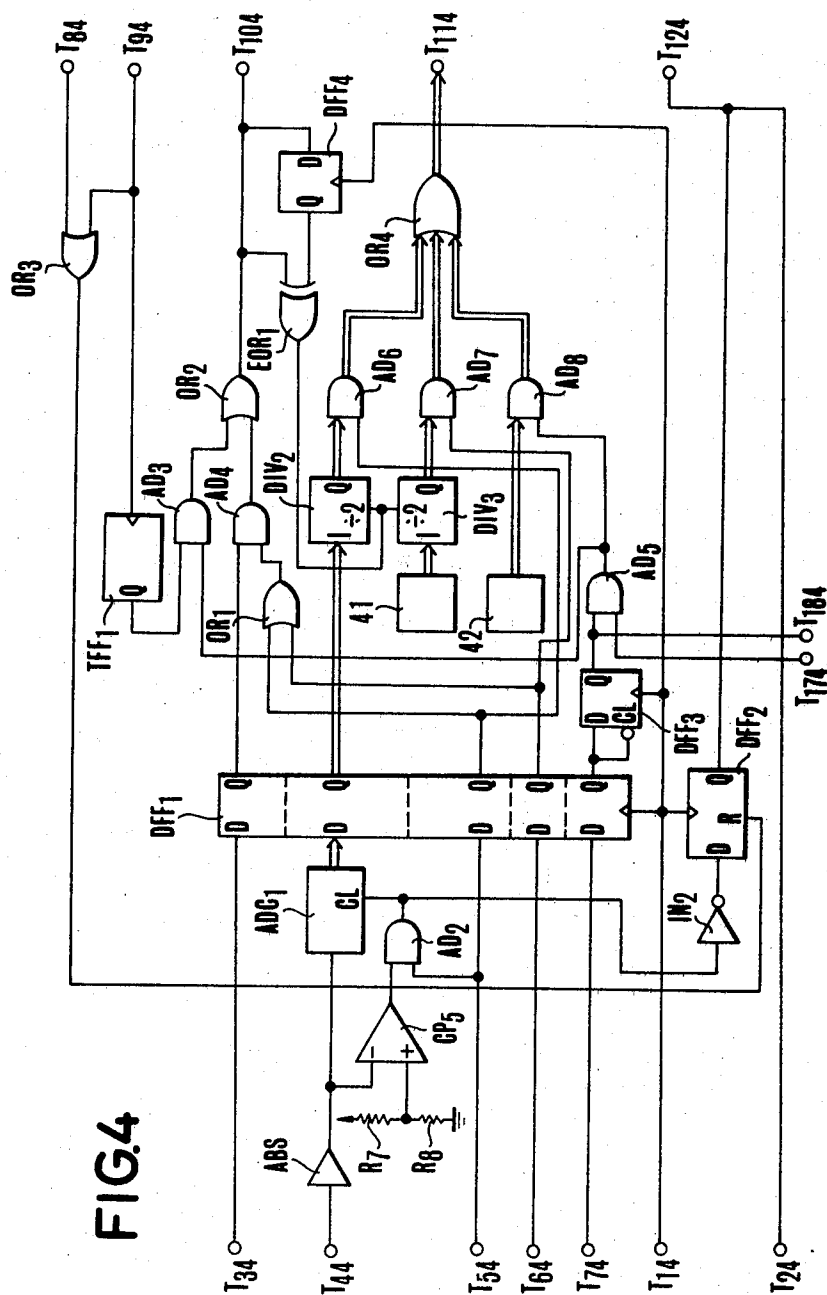 FIG.4
T84
T94
T104
T114
T124
OR3
DFF4
D
Q
OR4
EOR1
OR2
AD6
AD7
AD8
AD3
AD4
DIV2
Q
÷2
I
DIV3
Q
÷2
I
TFF1
Q
OR1
41
42
AD5
T184
T174
DFF1
D
Q
D
Q
D
Q
D
Q
D
Q
D
Q
CL
DFF3
DFF2
D
Q
R
ADC1
CL
AD2
IN2
CP5
−
+
ABS
R7
R8
T34
T44
T54
T64
T74
T14
T24